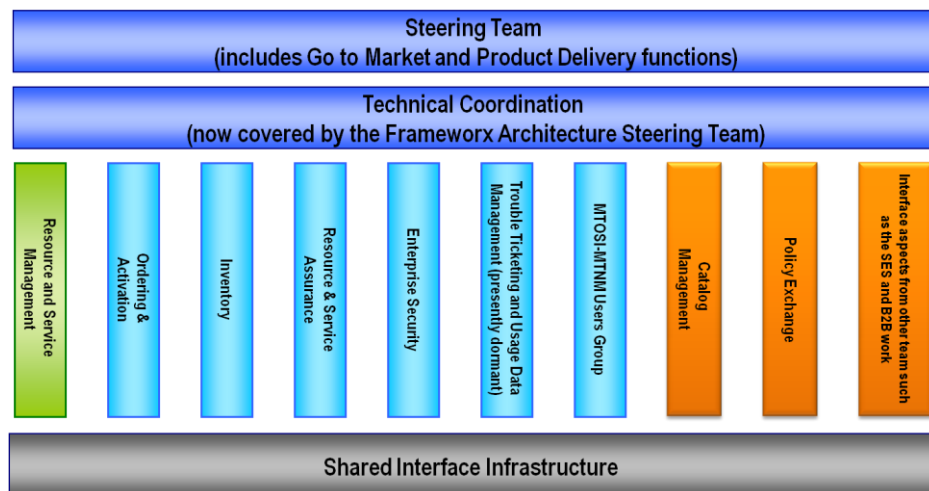 Steering Team
(includes Go to Market and Product Delivery functions)
Technical Coordination
(now covered by the Frameworx Architecture Steering Team)
Resource and Service
Management
Ordering &
Activation
Inventory
Resource & Service
Assurance
Enterprise Security
Trouble Ticketing and Usage Data
Management (presently dormant)
MTOSI-MTNM Users Group
Catalog
Management
Policy Exchange
Interface aspects from other team such
as the SES and B2B work
Shared Interface Infrastructure